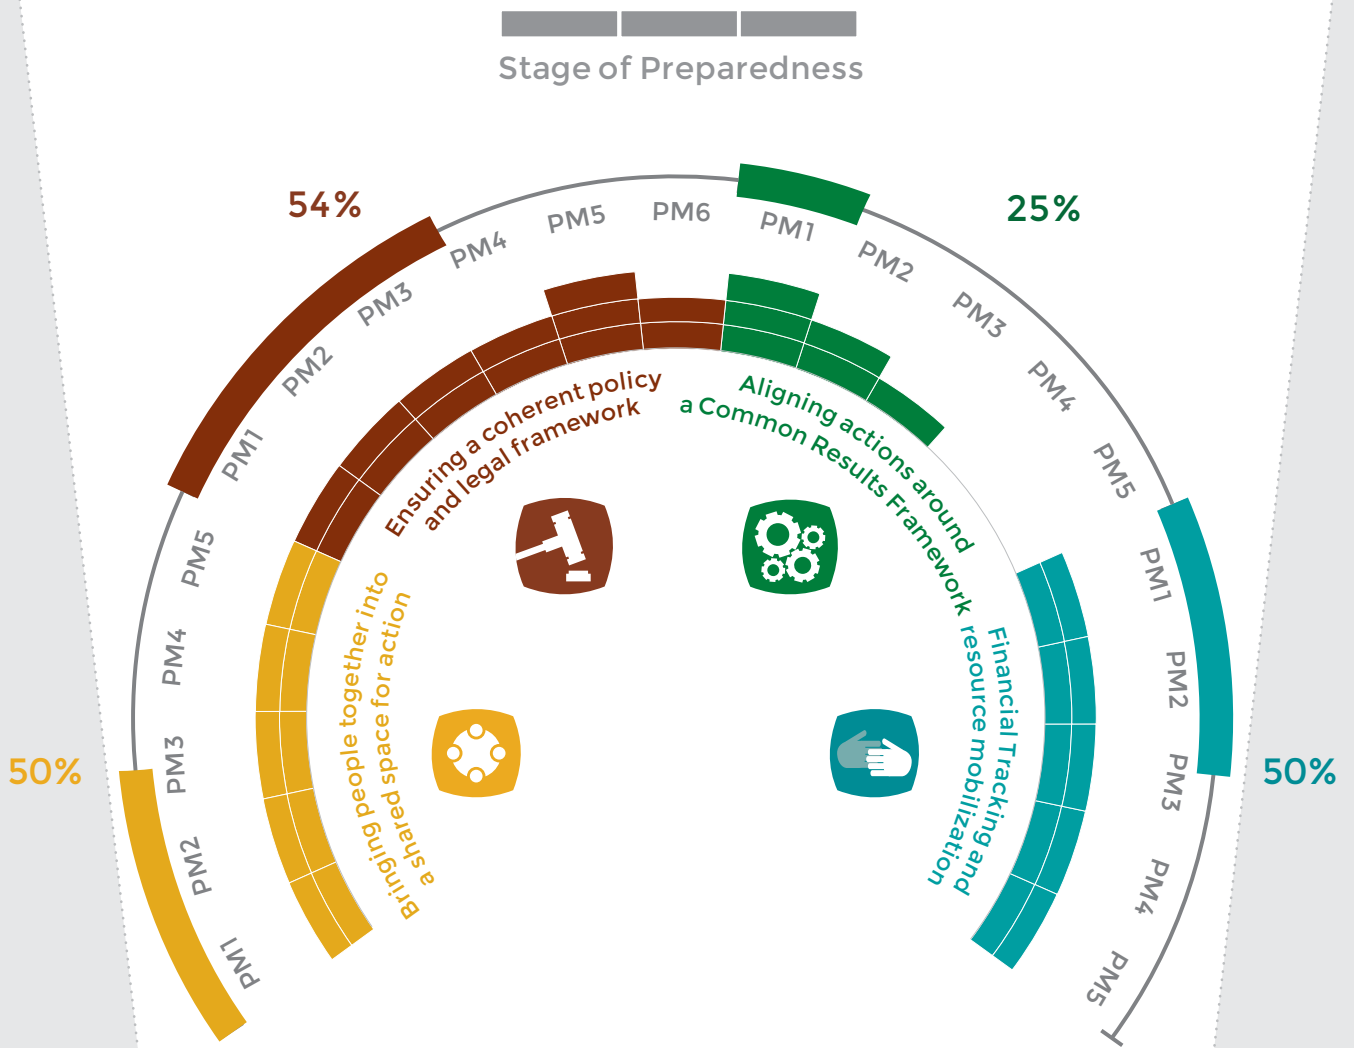 Stage of Preparedness
50%
PM1
PM2
PM3
PM4
PM5
Bringing people together into
a shared space for action
54%
PM1
PM2
PM3
PM4
PM5
PM6
Ensuring a coherent policy
and legal framework
25%
PM1
PM2
PM3
PM4
PM5
Aligning actions around
a Common Results Framework
50%
PM1
PM2
PM3
PM4
PM5
Financial Tracking and
resource mobilization